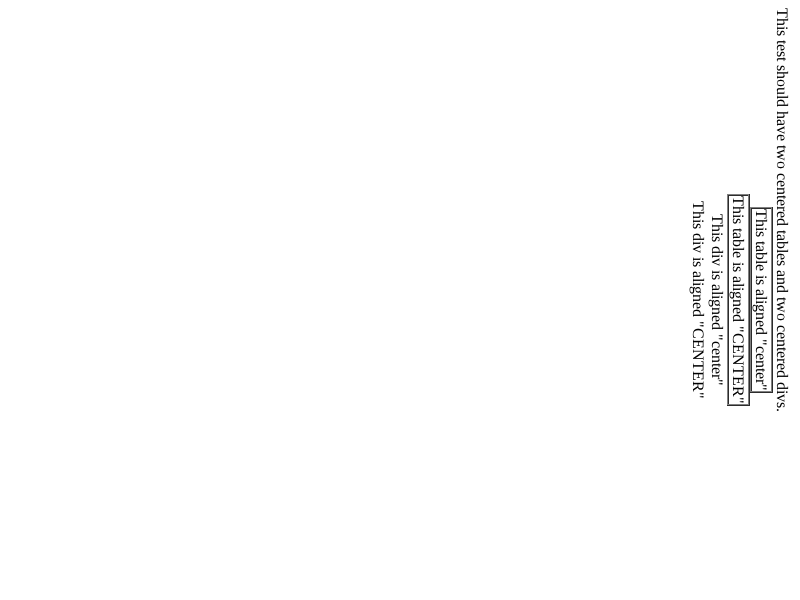 This test should have two centered tables and two centered divs.
This table is aligned "center"
This table is aligned "CENTER"
This div is aligned "center"
This div is aligned "CENTER"